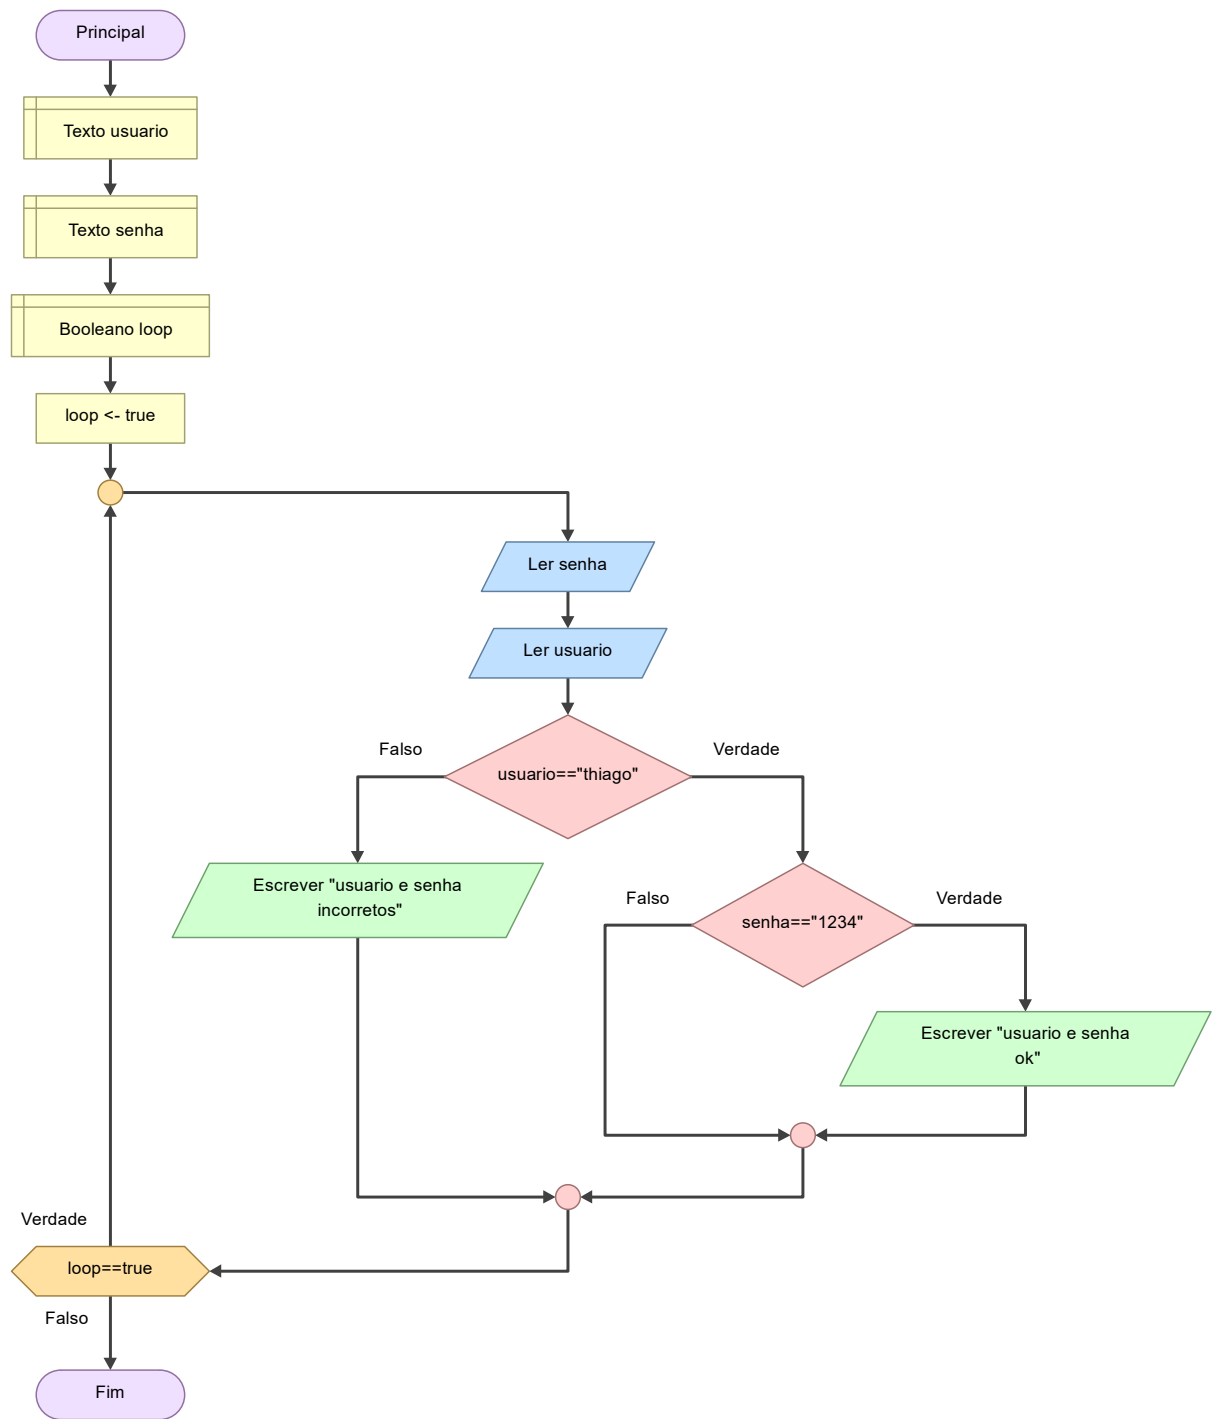 Principal
Texto usuario
Texto senha
Booleano loop
loop <- true
Ler senha
Ler usuario
Falso
Verdade
usuario=="thiago"
Escrever "usuario e senha
incorretos"
Falso
Verdade
senha=="1234"
Escrever "usuario e senha
ok"
Verdade
loop==true
Falso
Fim